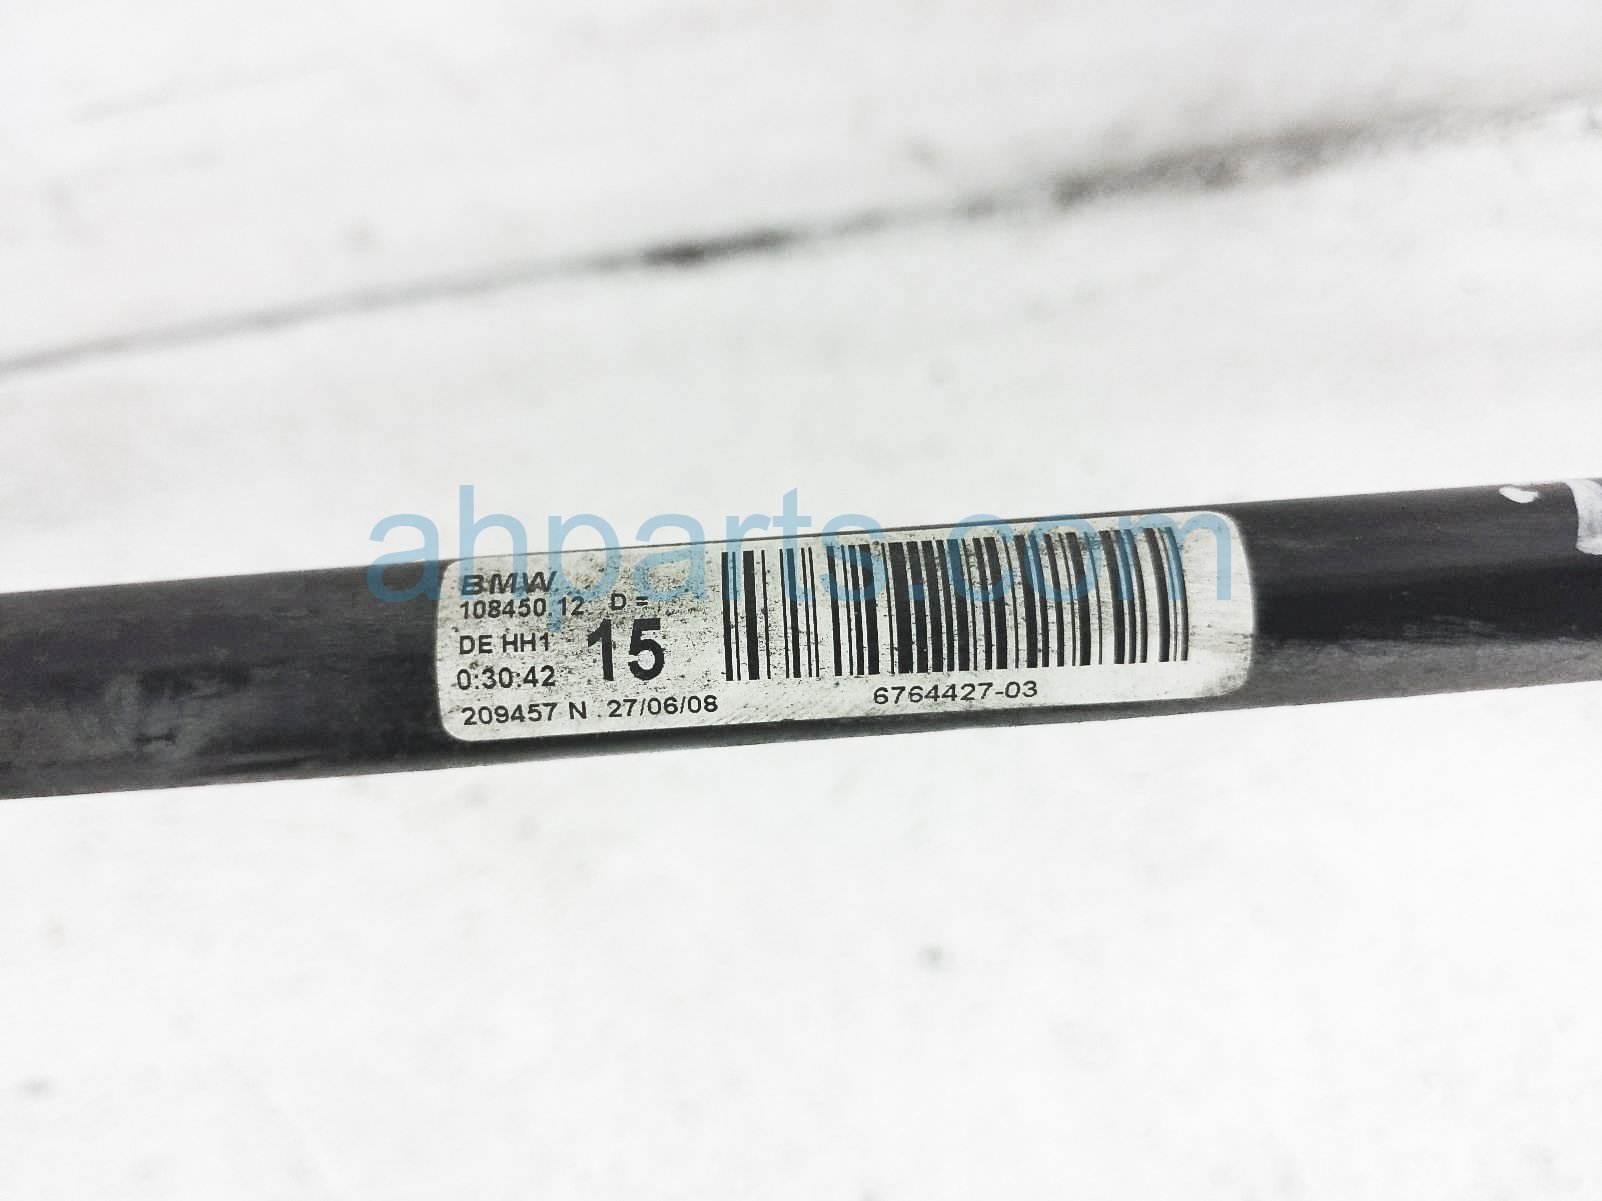 ahparts.com
BMW
108450.12 D =
DE HH1 15
0:30:42
209457 N 27/06/08
6764427-03